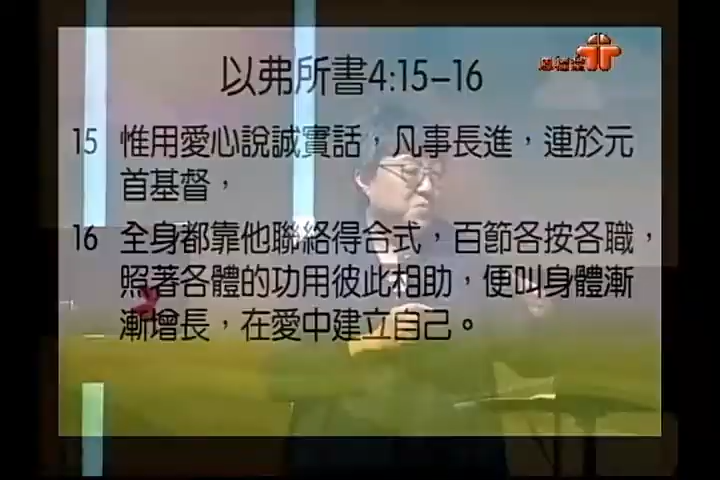 以弗所書4:15-16
15 惟用愛心說誠實話，凡事長進，連於元
首基督，
16 全身都靠他聯絡得合式，百節各按各職，
照著各體的功用彼此相助，便叫身體漸
漸增長，在愛中建立自己。